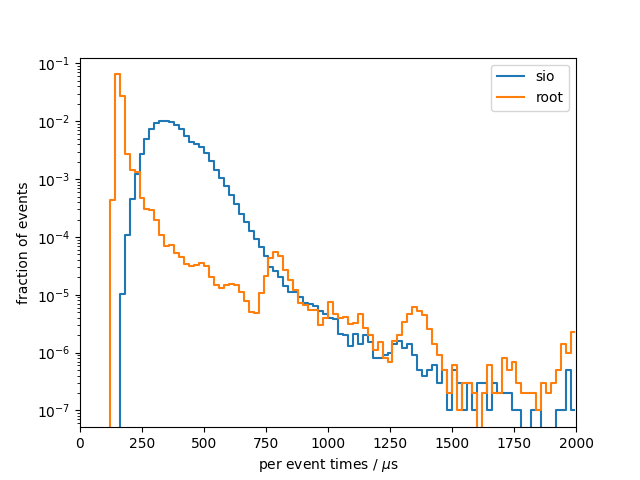 sio
root
fraction of events
10⁻¹
10⁻²
10⁻³
10⁻⁴
10⁻⁵
10⁻⁶
10⁻⁷
0 250 500 750 1000 1250 1500 1750 2000
per event times / μs